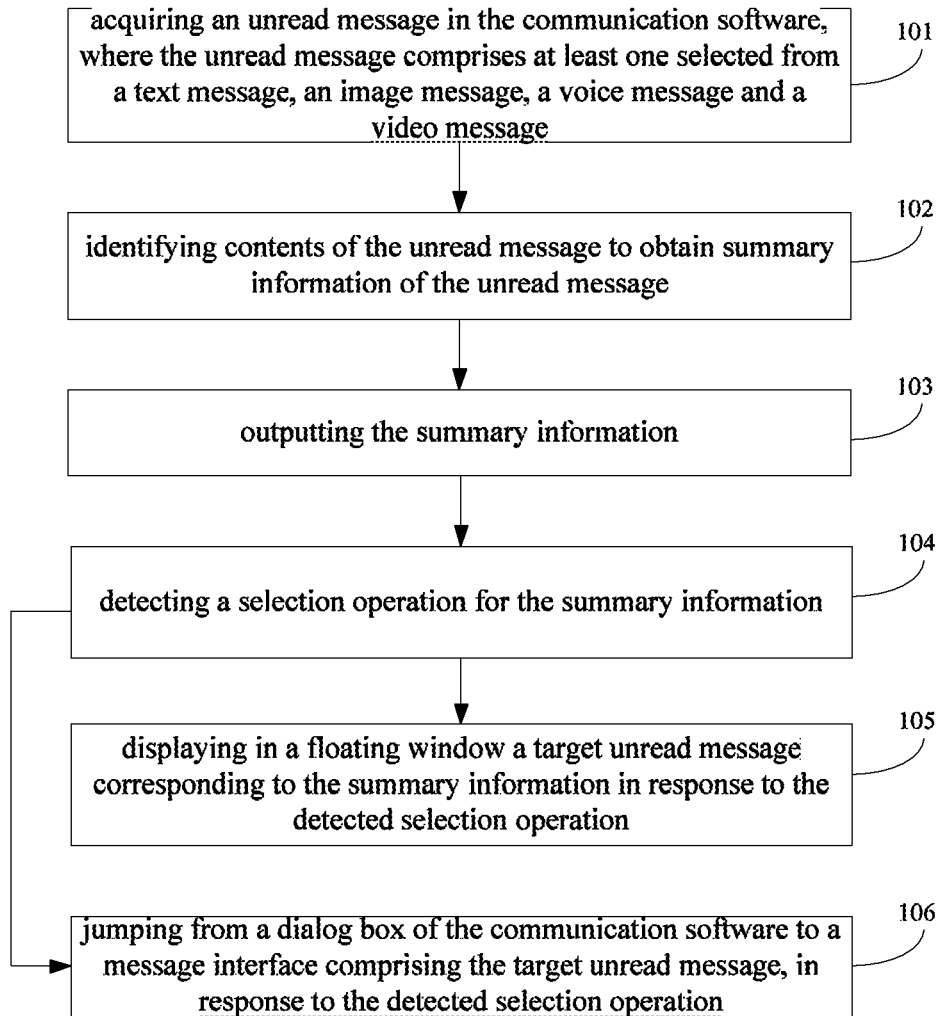 acquiring an unread message in the communication software,
where the unread message comprises at least one selected from
a text message, an image message, a voice message and a
video message
101
identifying contents of the unread message to obtain summary
information of the unread message
102
outputting the summary information
103
detecting a selection operation for the summary information
104
displaying in a floating window a target unread message
corresponding to the summary information in response to the
detected selection operation
105
jumping from a dialog box of the communication software to a
message interface comprising the target unread message, in
response to the detected selection operation
106